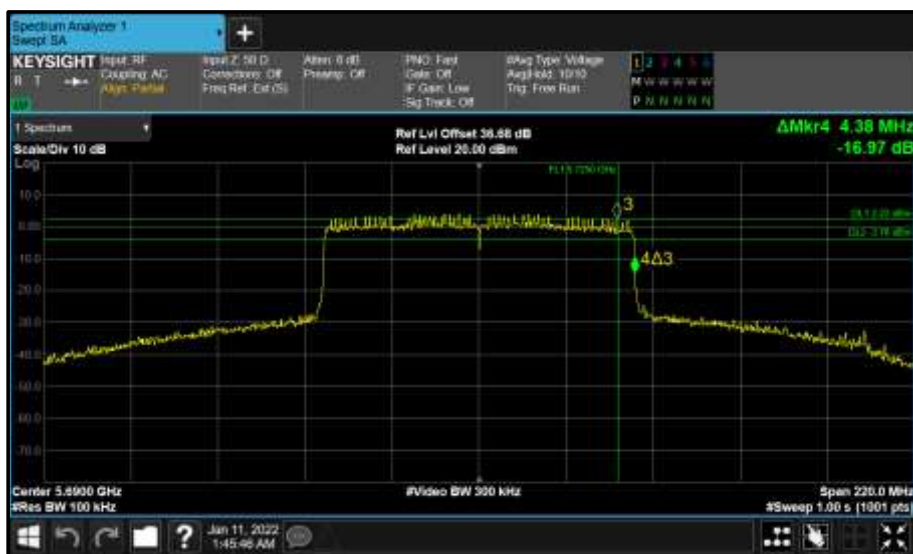 Spectrum Analyzer 1
Swept SA
+
KEYSIGHT
R T
Input: RF
Coupling: AC
Align: Partial
Input Z: 50 Ω
Corrections: Off
Freq Ref: Ext (S)
Atten: 6 dB
Preamp: Off
PNO: Fast
Gate: Off
IF Gain: Low
Sig Track: Off
#Avg Type: Voltage
Avg|Hold: 10/10
Trig: Free Run
1 2 3 4 5 6
M W W W W W
P N N N N N
1 Spectrum
Scale/Div 10 dB
Ref Lvl Offset 36.68 dB
Ref Level 20.00 dBm
ΔMkr4 4.38 MHz
-16.97 dB
Log
10.0
0.00
-10.0
-20.0
-30.0
-40.0
-50.0
-60.0
-70.0
3
4Δ3
Center 5.6900 GHz
#Res BW 100 kHz
#Video BW 300 kHz
Span 220.0 MHz
#Sweep 1.00 s (1001 pts)
?
Jan 11, 2022
1:45:46 AM